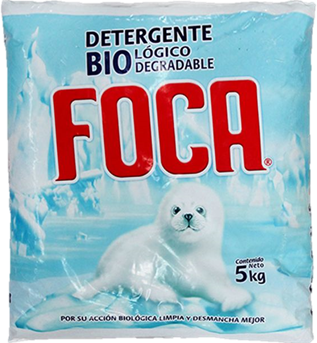 DETERGENTE
BIO LÓGICO
DEGRADABLE
FOCA®
Contenido
Neto
5kg
POR SU ACCIÓN BIOLÓGICA LIMPIA Y DESMANCHA MEJOR